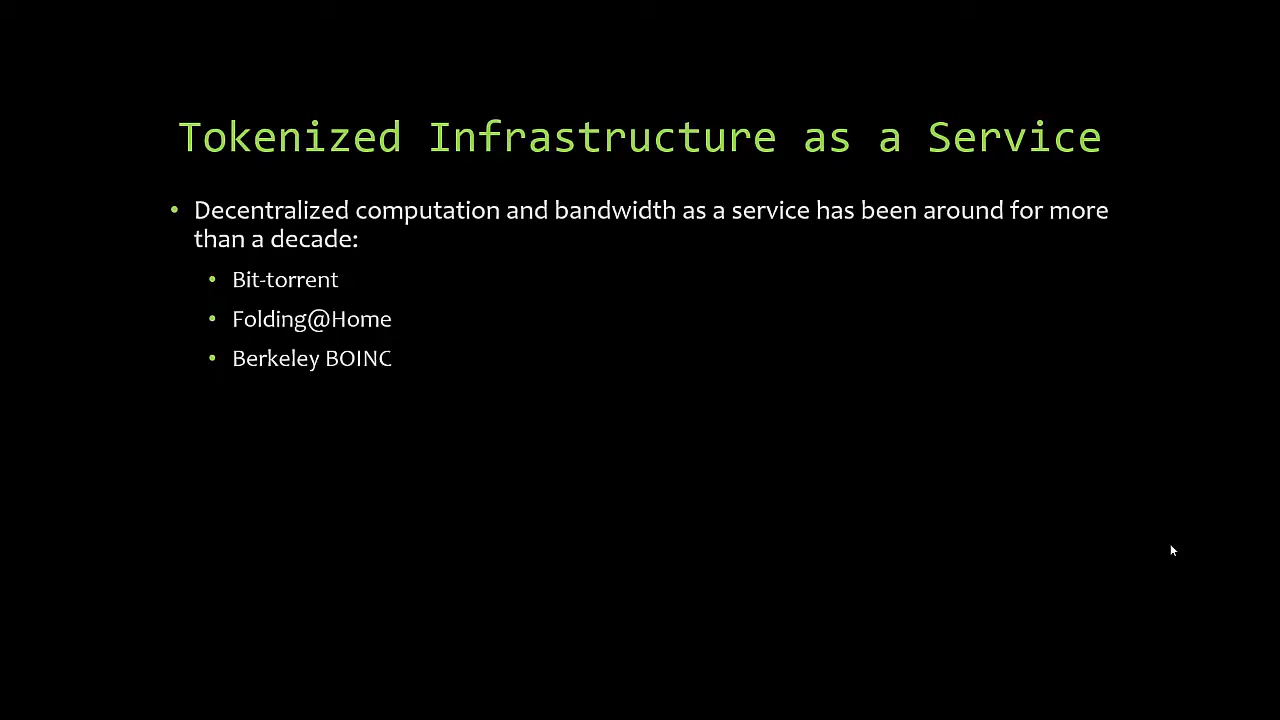 Tokenized Infrastructure as a Service
• Decentralized computation and bandwidth as a service has been around for more
than a decade:
• Bit-torrent
• Folding@Home
• Berkeley BOINC